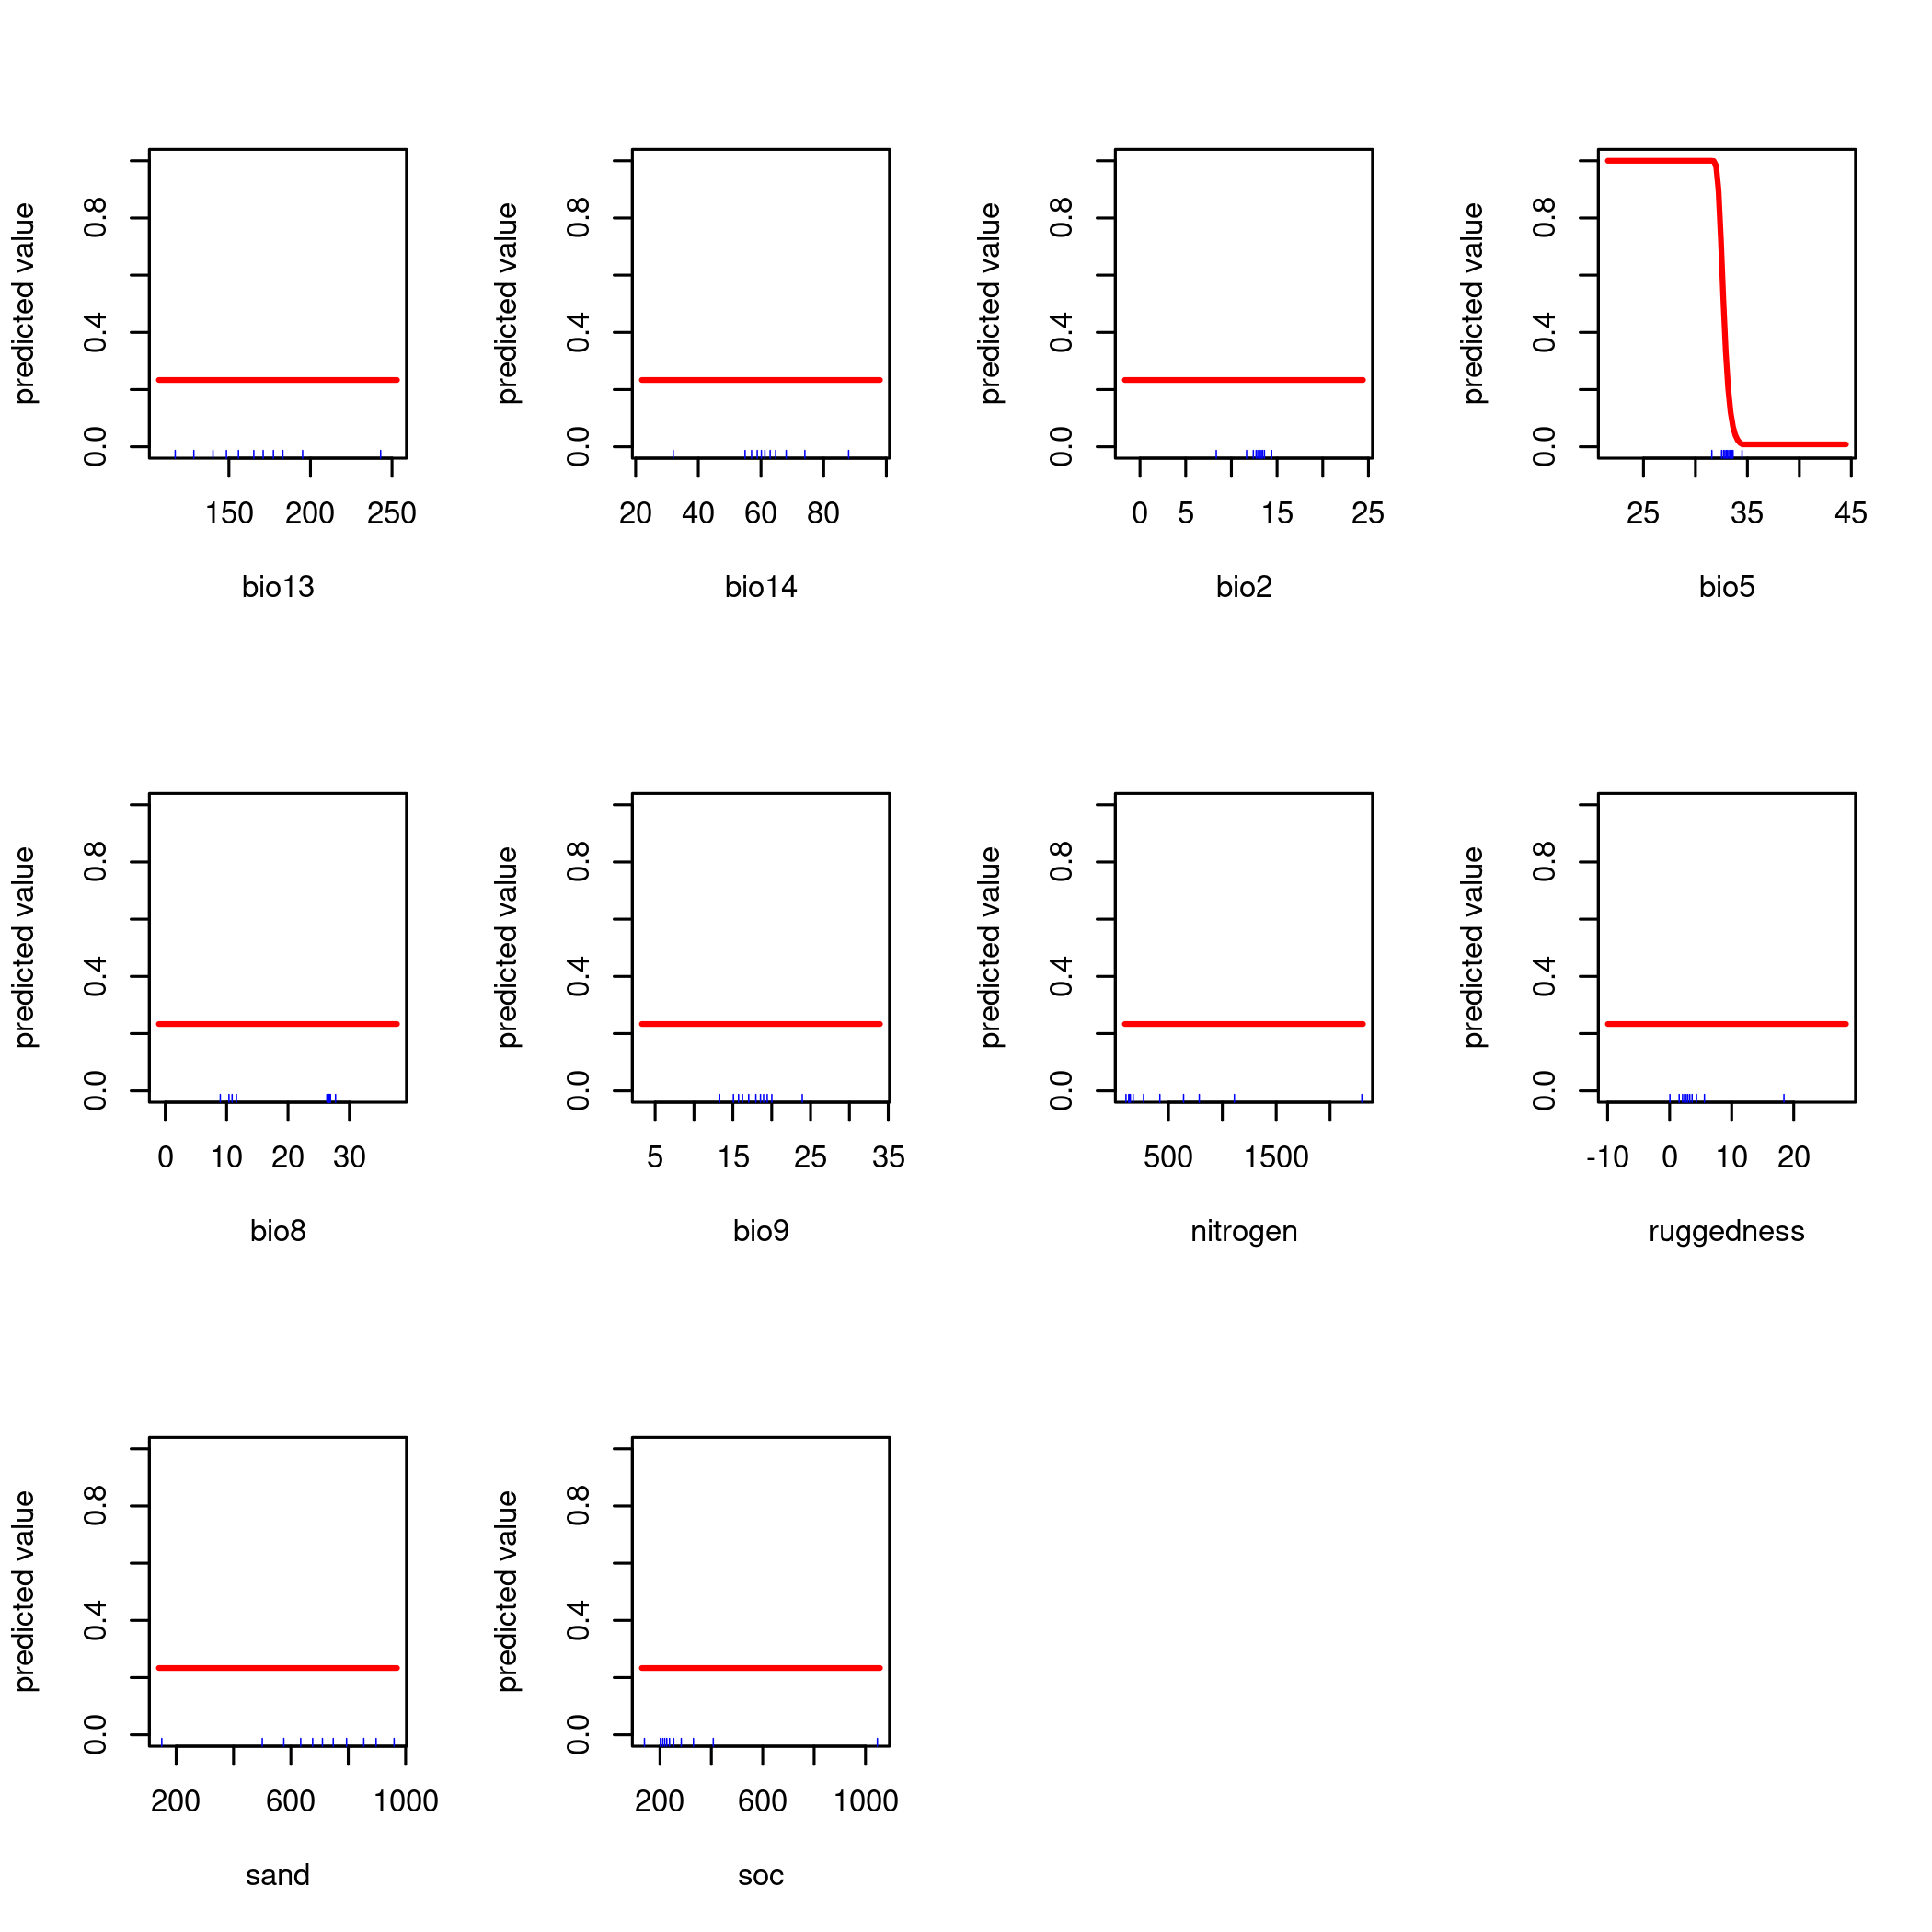 predicted value
0.0 0.4 0.8
150 200 250
bio13
predicted value
0.0 0.4 0.8
20 40 60 80
bio14
predicted value
0.0 0.4 0.8
0 5 15 25
bio2
predicted value
0.0 0.4 0.8
25 35 45
bio5
predicted value
0.0 0.4 0.8
0 10 20 30
bio8
predicted value
0.0 0.4 0.8
5 15 25 35
bio9
predicted value
0.0 0.4 0.8
500 1500
nitrogen
predicted value
0.0 0.4 0.8
-10 0 10 20
ruggedness
predicted value
0.0 0.4 0.8
200 600 1000
sand
predicted value
0.0 0.4 0.8
200 600 1000
soc